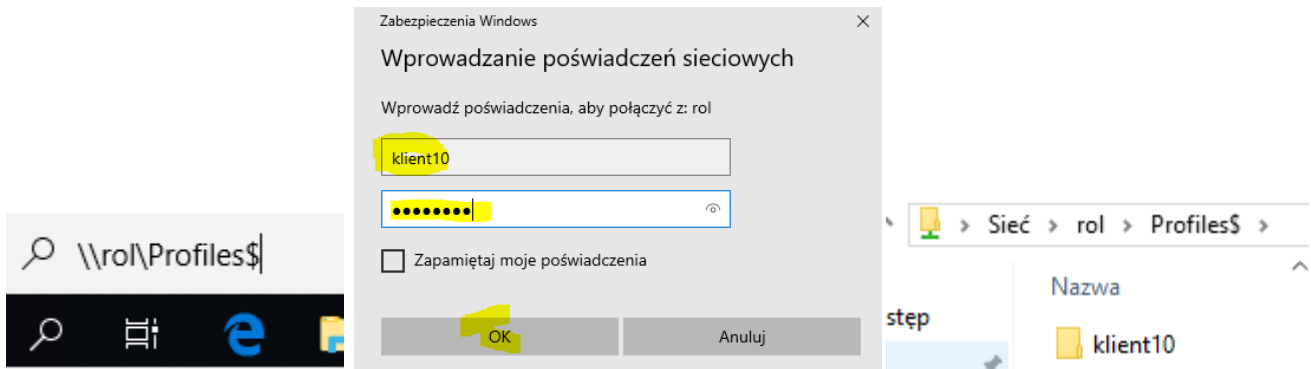 \\rol\Profiles$
Zabezpieczenia Windows
Wprowadzanie poświadczeń sieciowych
Wprowadź poświadczenia, aby połączyć z: rol
klient10
●●●●●●●●
Zapamiętaj moje poświadczenia
OK Anuluj
Sieć > rol > Profiles$ >
Nazwa
stęp
klient10